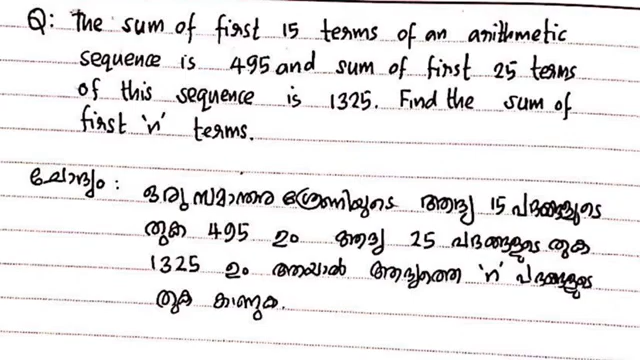 Q: The sum of first 15 terms of an arithmetic
sequence is 495 and sum of first 25 terms
of this sequence is 1325. Find the sum of
first 'n' terms.
ചോദ്യം: ഒരു സമാന്തര ശ്രേണിയുടെ ആദ്യ 15 പദങ്ങളുടെ
തുക 495 ഉം ആദ്യ 25 പദങ്ങളുടെ തുക
1325 ഉം ആയാൽ ആദ്യത്തെ 'n' പദങ്ങളുടെ
തുക കാണുക.